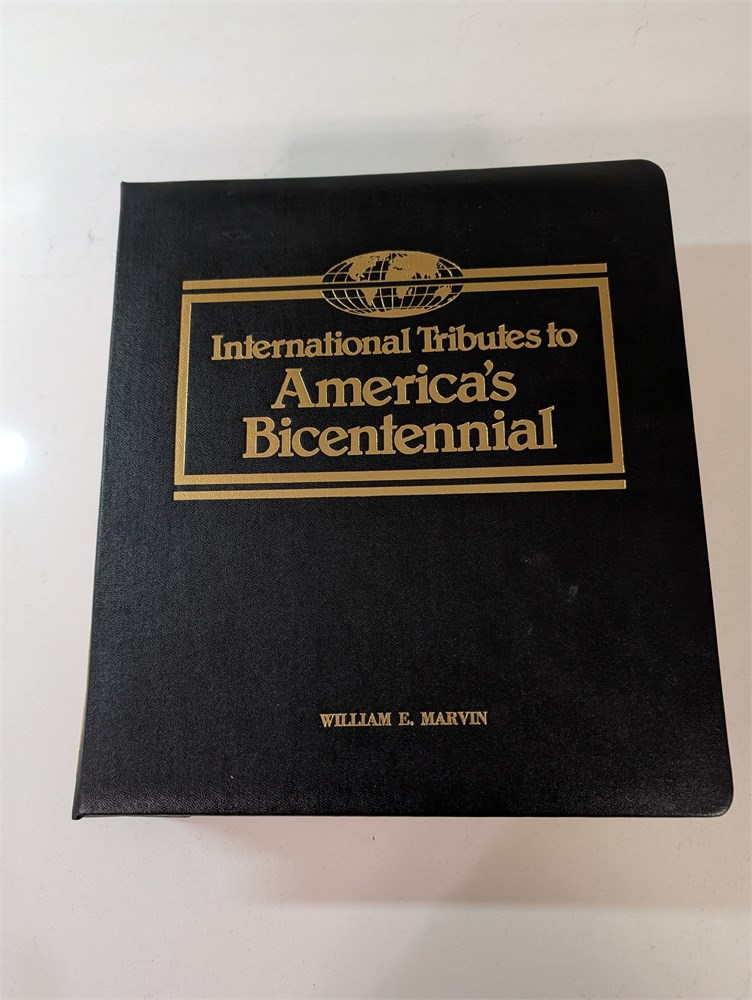 International Tributes to
America's
Bicentennial
WILLIAM E. MARVIN